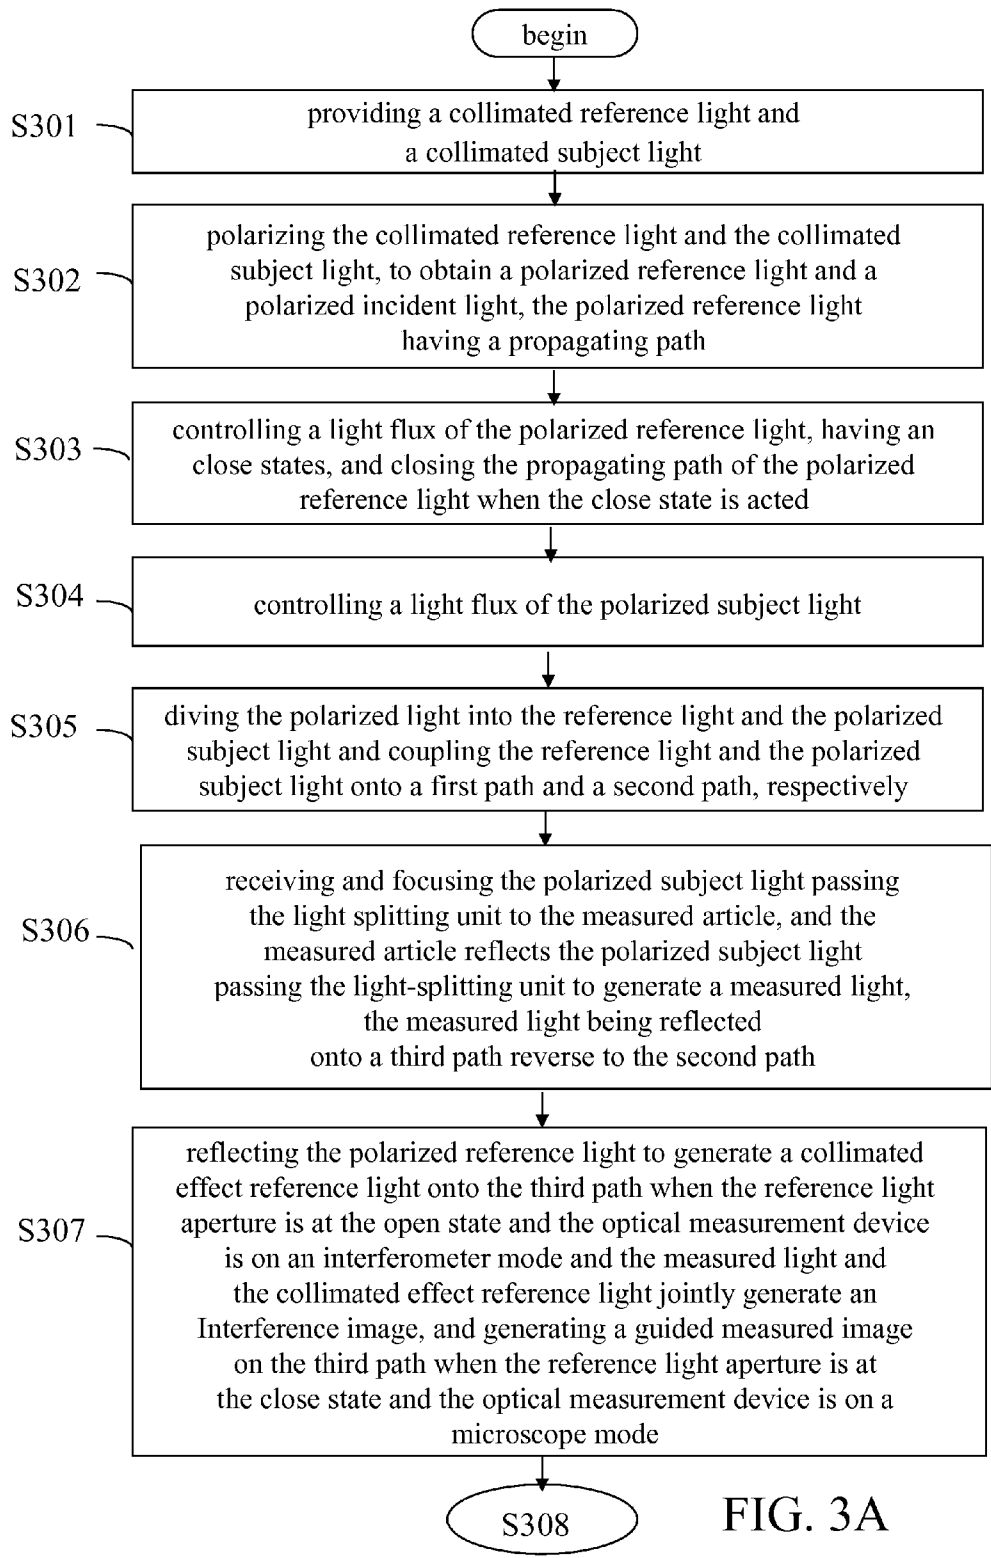 begin
S301
providing a collimated reference light and
a collimated subject light
S302
polarizing the collimated reference light and the collimated
subject light, to obtain a polarized reference light and a
polarized incident light, the polarized reference light
having a propagating path
S303
controlling a light flux of the polarized reference light, having an
close states, and closing the propagating path of the polarized
reference light when the close state is acted
S304
controlling a light flux of the polarized subject light
S305
diving the polarized light into the reference light and the polarized
subject light and coupling the reference light and the polarized
subject light onto a first path and a second path, respectively
S306
receiving and focusing the polarized subject light passing
the light splitting unit to the measured article, and the
measured article reflects the polarized subject light
passing the light-splitting unit to generate a measured light,
the measured light being reflected
onto a third path reverse to the second path
S307
reflecting the polarized reference light to generate a collimated
effect reference light onto the third path when the reference light
aperture is at the open state and the optical measurement device
is on an interferometer mode and the measured light and
the collimated effect reference light jointly generate an
Interference image, and generating a guided measured image
on the third path when the reference light aperture is at
the close state and the optical measurement device is on a
microscope mode
S308
FIG. 3A